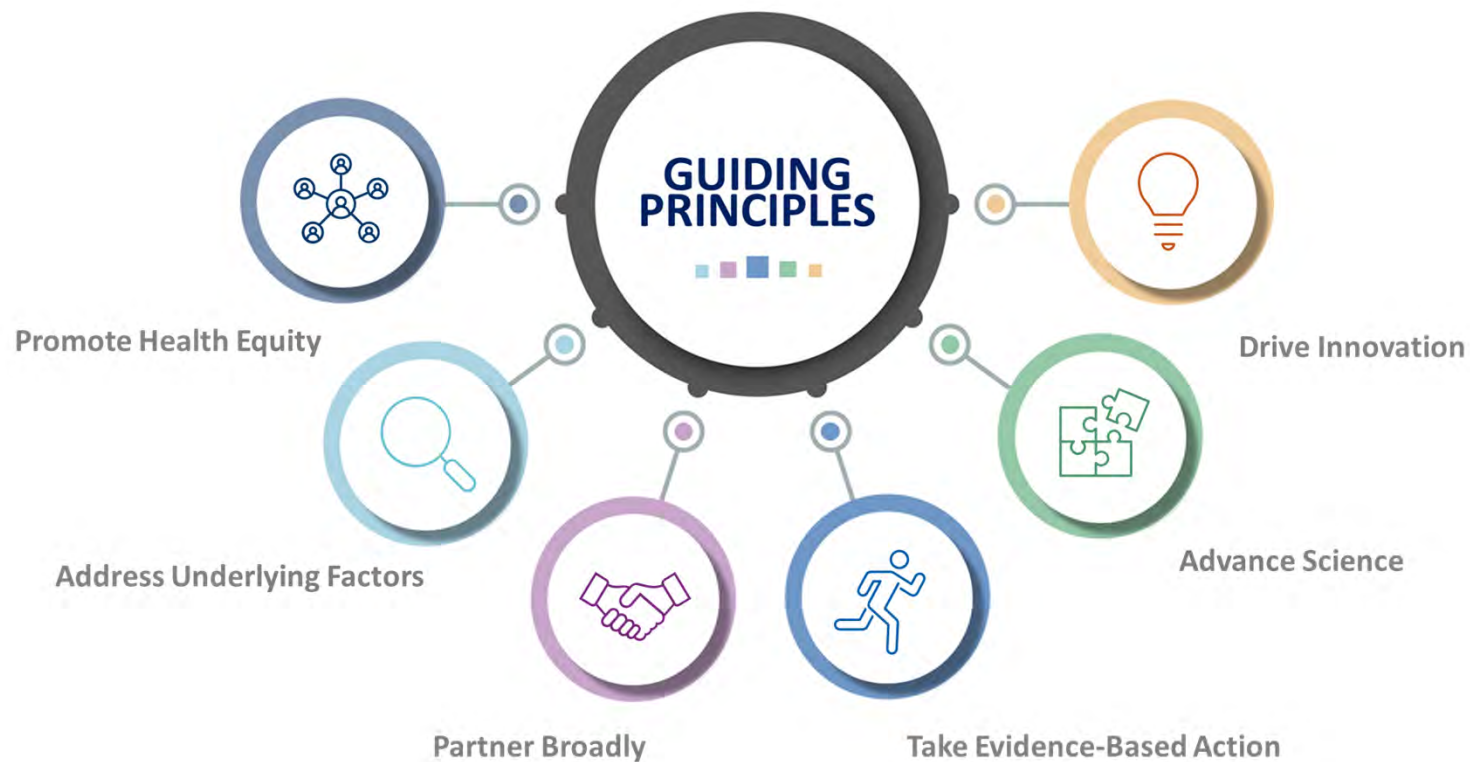 GUIDING
PRINCIPLES
Promote Health Equity
Address Underlying Factors
Partner Broadly
Take Evidence-Based Action
Advance Science
Drive Innovation